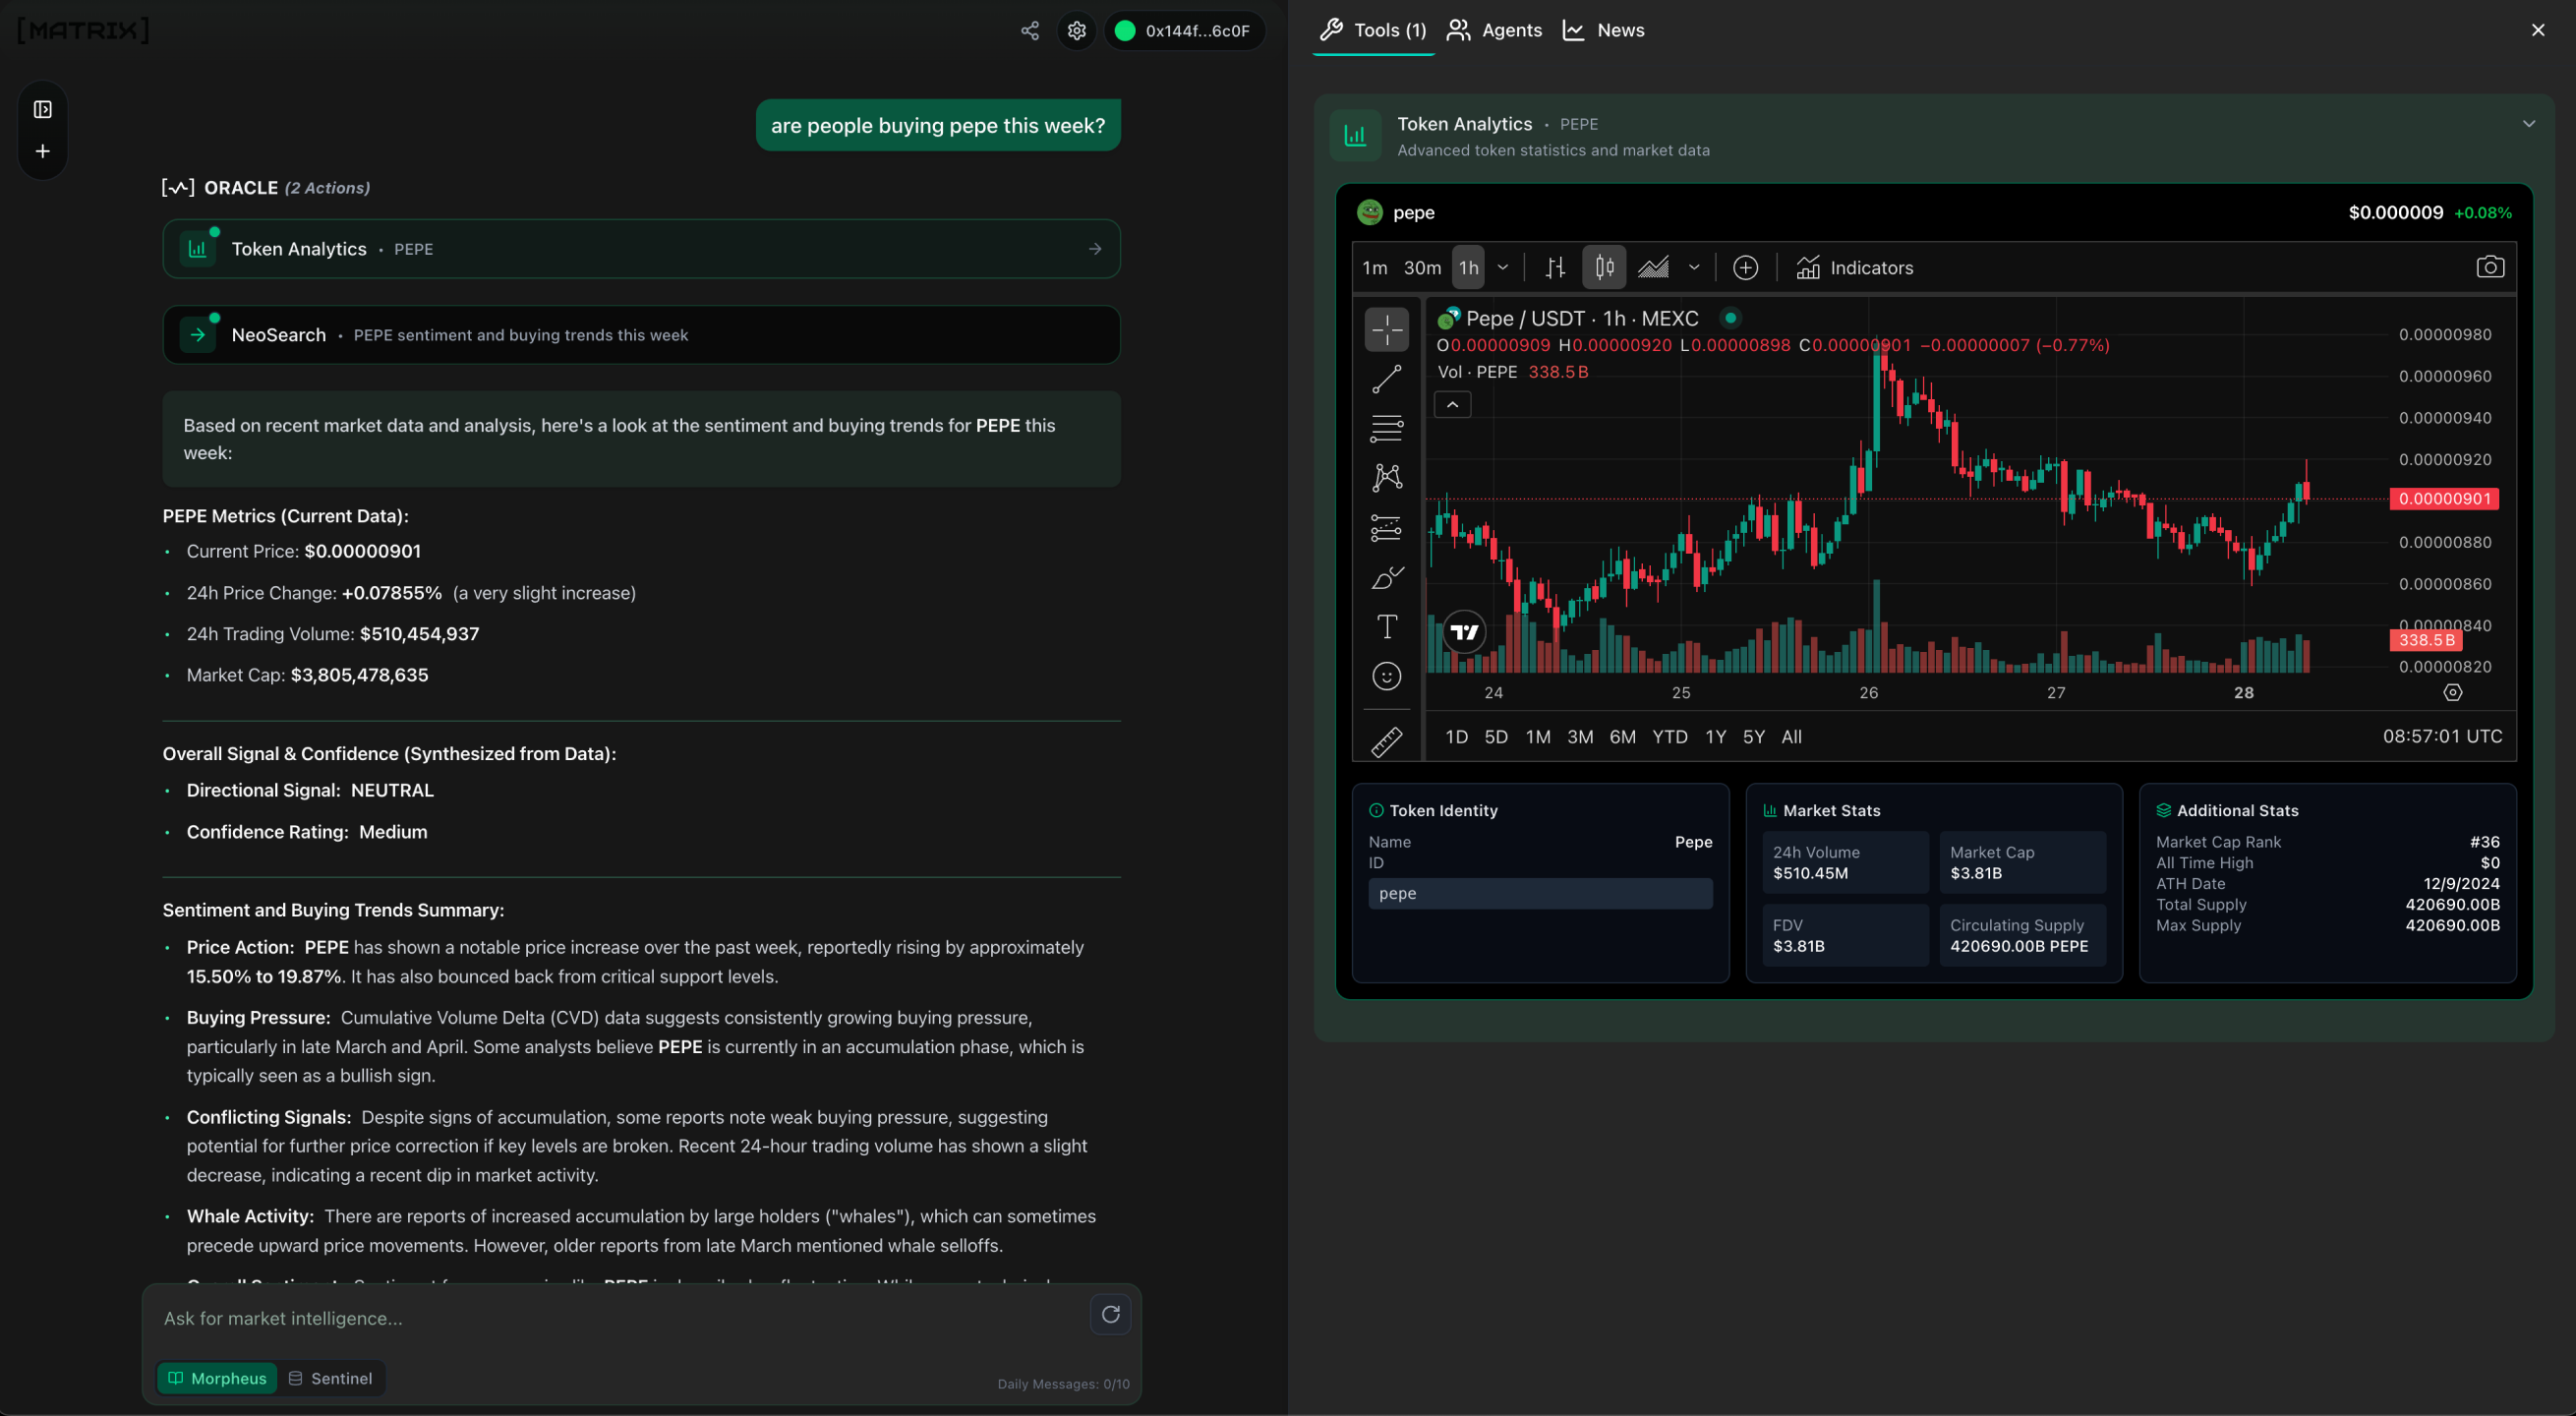 [MATRIX]
0x144f...6c0F
are people buying pepe this week?
ORACLE (2 Actions)
Token Analytics • PEPE
NeoSearch • PEPE sentiment and buying trends this week
Based on recent market data and analysis, here's a look at the sentiment and buying trends for PEPE this
week:
PEPE Metrics (Current Data):
• Current Price: $0.00000901
• 24h Price Change: +0.07855% (a very slight increase)
• 24h Trading Volume: $510,454,937
• Market Cap: $3,805,478,635
Overall Signal & Confidence (Synthesized from Data):
• Directional Signal: NEUTRAL
• Confidence Rating: Medium
Sentiment and Buying Trends Summary:
• Price Action: PEPE has shown a notable price increase over the past week, reportedly rising by approximately
15.50% to 19.87%. It has also bounced back from critical support levels.
• Buying Pressure: Cumulative Volume Delta (CVD) data suggests consistently growing buying pressure,
particularly in late March and April. Some analysts believe PEPE is currently in an accumulation phase, which is
typically seen as a bullish sign.
• Conflicting Signals: Despite signs of accumulation, some reports note weak buying pressure, suggesting
potential for further price correction if key levels are broken. Recent 24-hour trading volume has shown a slight
decrease, indicating a recent dip in market activity.
• Whale Activity: There are reports of increased accumulation by large holders ("whales"), which can sometimes
precede upward price movements. However, older reports from late March mentioned whale selloffs.
Ask for market intelligence...
Morpheus
Sentinel
Daily Messages: 0/10
Tools (1)
Agents
News
Token Analytics • PEPE
Advanced token statistics and market data
pepe
$0.000009 +0.08%
1m 30m 1h
Indicators
Pepe / USDT · 1h · MEXC
O0.00000909 H0.00000920 L0.00000898 C0.00000901 −0.00000007 (−0.77%)
Vol · PEPE 338.5B
0.00000980
0.00000960
0.00000940
0.00000920
0.00000901
0.00000880
0.00000860
0.00000840
338.5B
0.00000820
24 25 26 27 28
1D 5D 1M 3M 6M YTD 1Y 5Y All
08:57:01 UTC
Token Identity
Name Pepe
ID
pepe
Market Stats
24h Volume
$510.45M
Market Cap
$3.81B
FDV
$3.81B
Circulating Supply
420690.00B PEPE
Additional Stats
Market Cap Rank #36
All Time High $0
ATH Date 12/9/2024
Total Supply 420690.00B
Max Supply 420690.00B